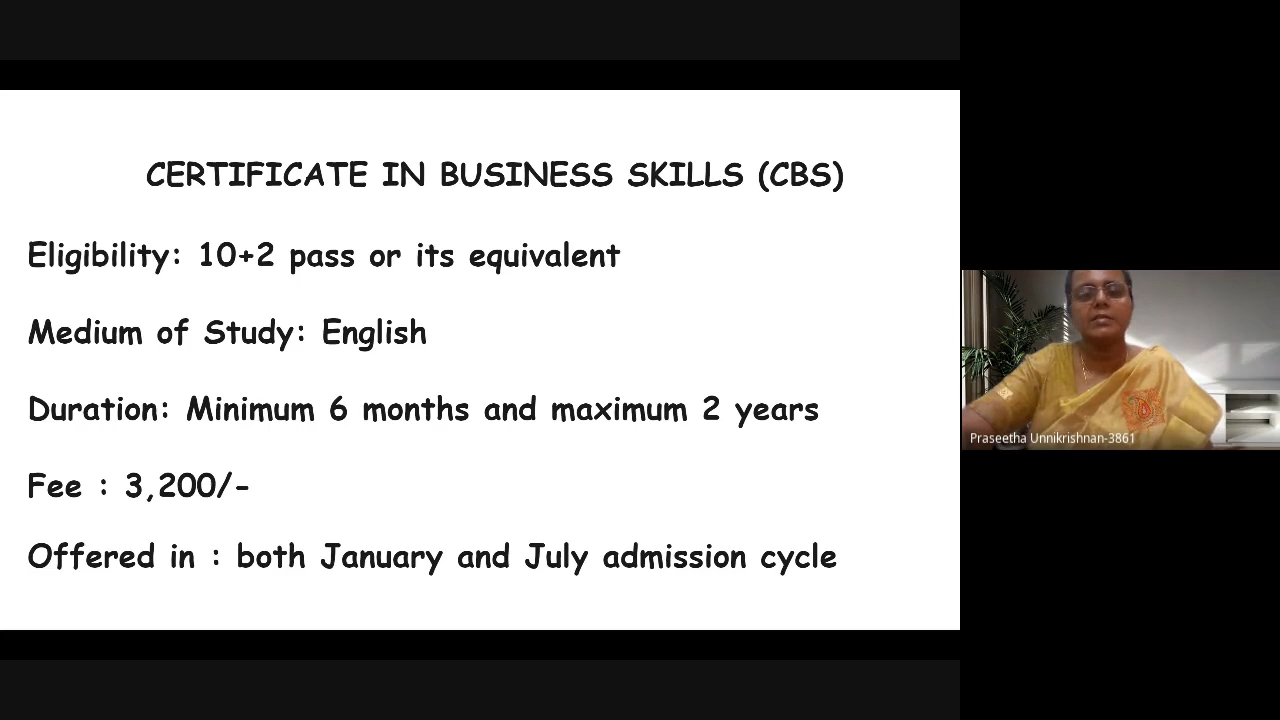 CERTIFICATE IN BUSINESS SKILLS (CBS)
Eligibility: 10+2 pass or its equivalent
Medium of Study: English
Duration: Minimum 6 months and maximum 2 years
Fee : 3,200/-
Offered in : both January and July admission cycle
Praseetha Unnikrishnan-3861